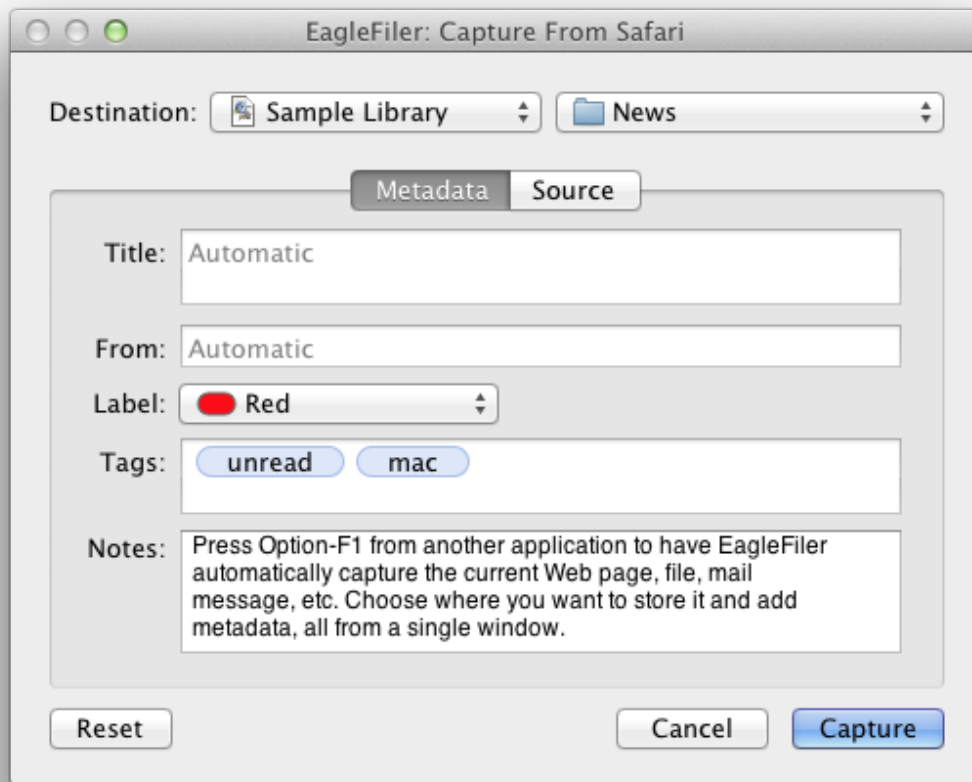 EagleFiler: Capture From Safari
Destination: Sample Library News
Metadata Source
Title: Automatic
From: Automatic
Label: Red
Tags: unread mac
Notes: Press Option-F1 from another application to have EagleFiler
automatically capture the current Web page, file, mail
message, etc. Choose where you want to store it and add
metadata, all from a single window.
Reset Cancel Capture